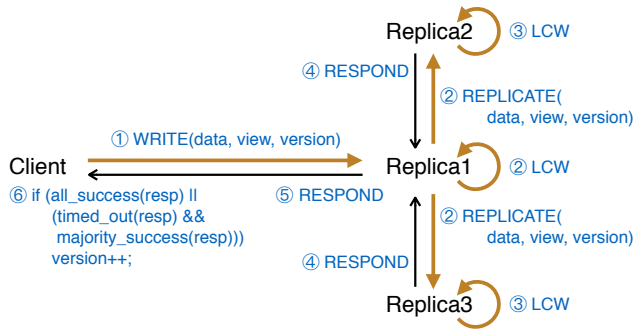 Replica2
③ LCW
④ RESPOND
② REPLICATE(
data, view, version)
① WRITE(data, view, version)
Client
Replica1
② LCW
⑤ RESPOND
⑥ if (all_success(resp) ||
(timed_out(resp) &&
majority_success(resp)))
version++;
② REPLICATE(
data, view, version)
④ RESPOND
Replica3
③ LCW